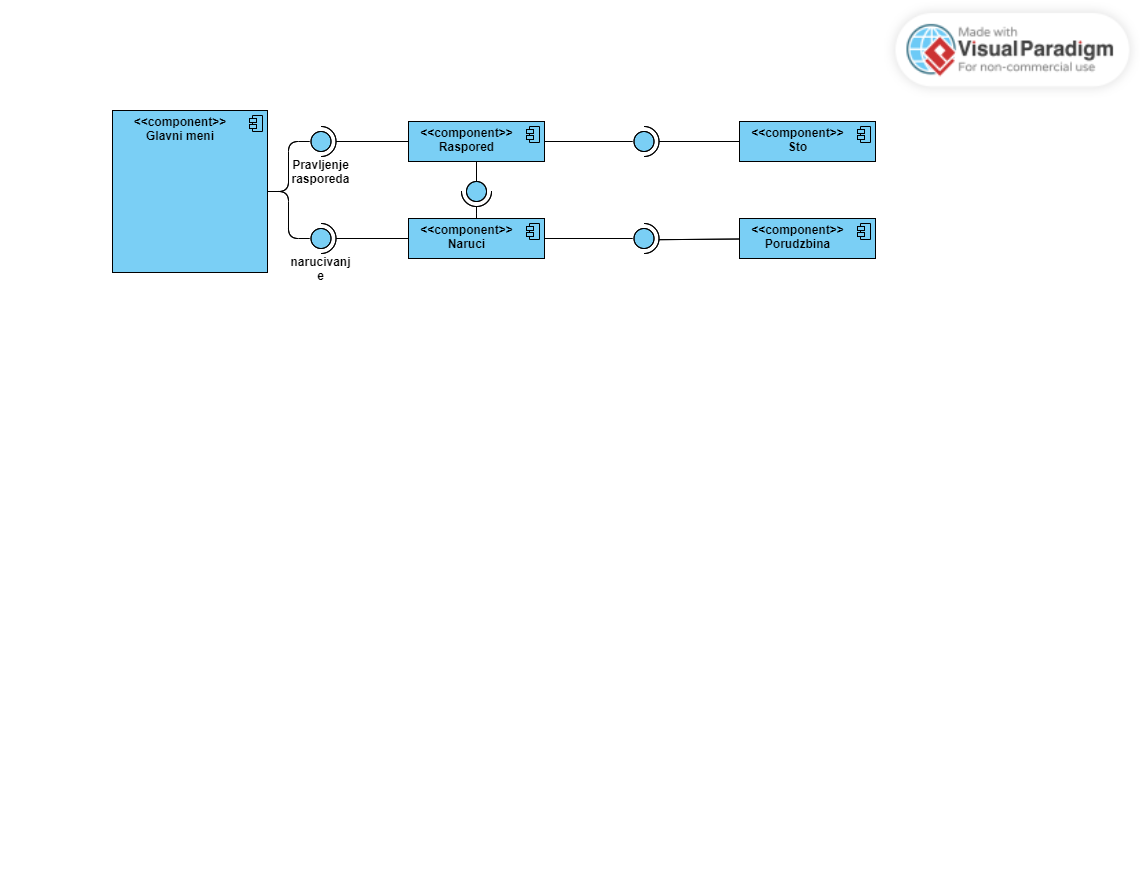 Made with
Visual Paradigm
For non-commercial use
<<component>>
Glavni meni
Pravljenje
rasporeda
narucivanj
e
<<component>>
Raspored
<<component>>
Sto
<<component>>
Naruci
<<component>>
Porudzbina